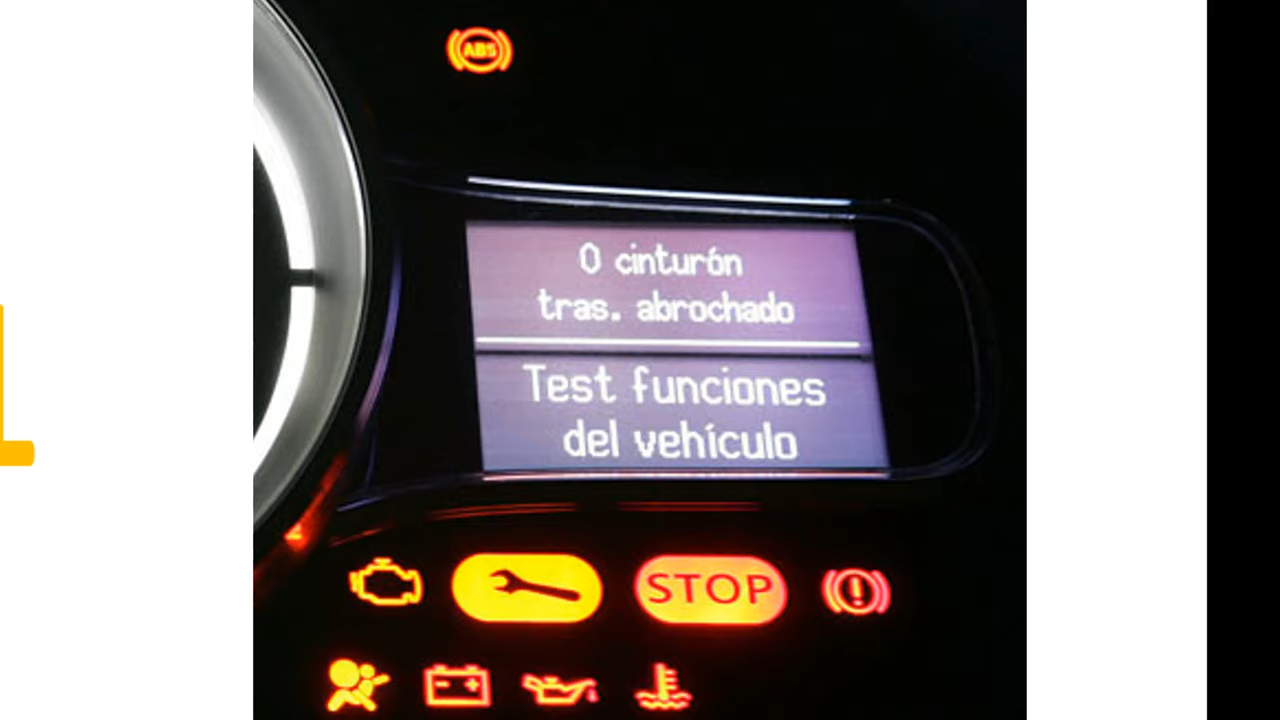 ABS
0 cinturón
tras. abrochado
Test funciones
del vehículo
STOP